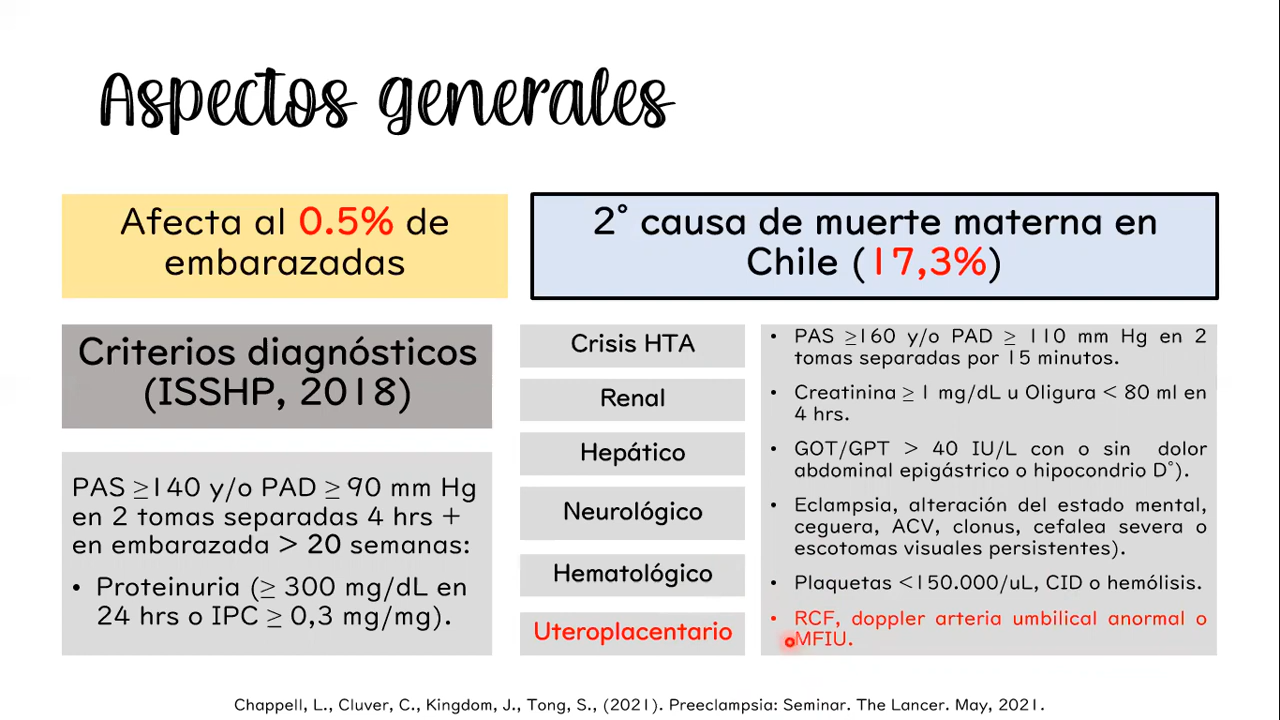 Aspectos generales
Afecta al 0.5% de
embarazadas
2° causa de muerte materna en
Chile (17,3%)
Criterios diagnósticos
(ISSHP, 2018)
PAS ≥140 y/o PAD ≥ 90 mm Hg
en 2 tomas separadas 4 hrs +
en embarazada > 20 semanas:
• Proteinuria (≥ 300 mg/dL en
24 hrs o IPC ≥ 0,3 mg/mg).
Crisis HTA
• PAS ≥160 y/o PAD ≥ 110 mm Hg en 2
tomas separadas por 15 minutos.
Renal
• Creatinina ≥ 1 mg/dL u Oligura < 80 ml en
4 hrs.
Hepático
• GOT/GPT > 40 IU/L con o sin dolor
abdominal epigástrico o hipocondrio D°).
Neurológico
• Eclampsia, alteración del estado mental,
ceguera, ACV, clonus, cefalea severa o
escotomas visuales persistentes).
Hematológico
• Plaquetas <150.000/uL, CID o hemólisis.
Uteroplacentario
• RCF, doppler arteria umbilical anormal o
MFIU.
Chappell, L., Cluver, C., Kingdom, J., Tong, S., (2021). Preeclampsia: Seminar. The Lancer. May, 2021.